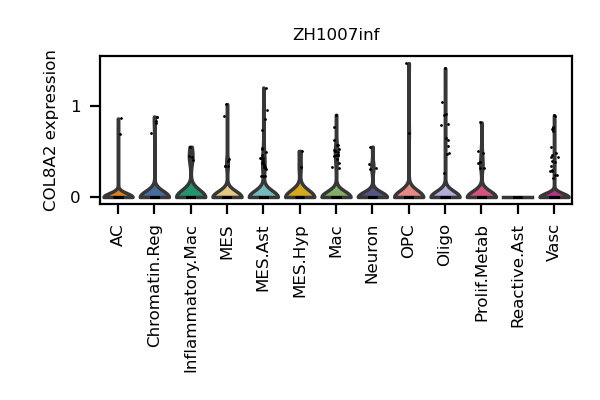 ZH1007inf
COL8A2 expression
1
0
AC
Chromatin.Reg
Inflammatory.Mac
MES
MES.Ast
MES.Hyp
Mac
Neuron
OPC
Oligo
Prolif.Metab
Reactive.Ast
Vasc